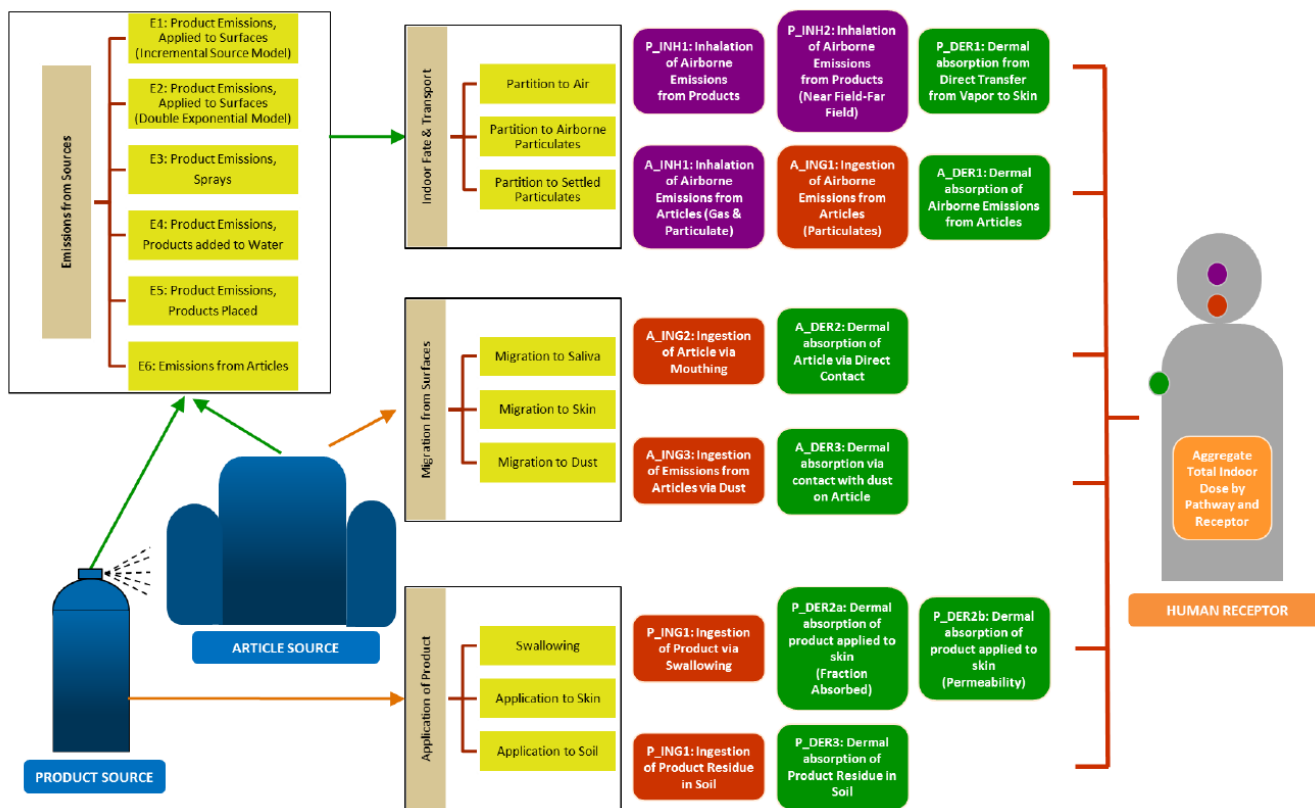 Emissions from Sources
E1: Product Emissions,
Applied to Surfaces
(Incremental Source Model)
E2: Product Emissions,
Applied to Surfaces
(Double Exponential Model)
E3: Product Emissions,
Sprays
E4: Product Emissions,
Products added to Water
E5: Product Emissions,
Products Placed
E6: Emissions from Articles
Indoor Fate & Transport
Partition to Air
Partition to Airborne
Particulates
Partition to Settled
Particulates
P_INH1: Inhalation
of Airborne
Emissions
from Products
P_INH2: Inhalation
of Airborne
Emissions
from Products
(Near Field-Far
Field)
P_DER1: Dermal
absorption from
Direct Transfer
from Vapor to Skin
A_INH1: Inhalation
of Airborne
Emissions from
Articles (Gas &
Particulate)
A_ING1: Ingestion
of Airborne
Emissions from
Articles
(Particulates)
A_DER1: Dermal
absorption of
Airborne Emissions
from Articles
Migration from Surfaces
Migration to Saliva
Migration to Skin
Migration to Dust
A_ING2: Ingestion
of Article via
Mouthing
A_DER2: Dermal
absorption of
Article via Direct
Contact
A_ING3: Ingestion
of Emissions from
Articles via Dust
A_DER3: Dermal
absorption via
contact with dust
on Article
Application of Product
Swallowing
Application to Skin
Application to Soil
P_ING1: Ingestion
of Product via
Swallowing
P_DER2a: Dermal
absorption of
product applied to
skin
(Fraction
Absorbed)
P_DER2b: Dermal
absorption of
product applied to
skin
(Permeability)
P_ING1: Ingestion
of Product Residue
in Soil
P_DER3: Dermal
absorption of
Product Residue in
Soil
ARTICLE SOURCE
PRODUCT SOURCE
Aggregate
Total Indoor
Dose by
Pathway and
Receptor
HUMAN RECEPTOR